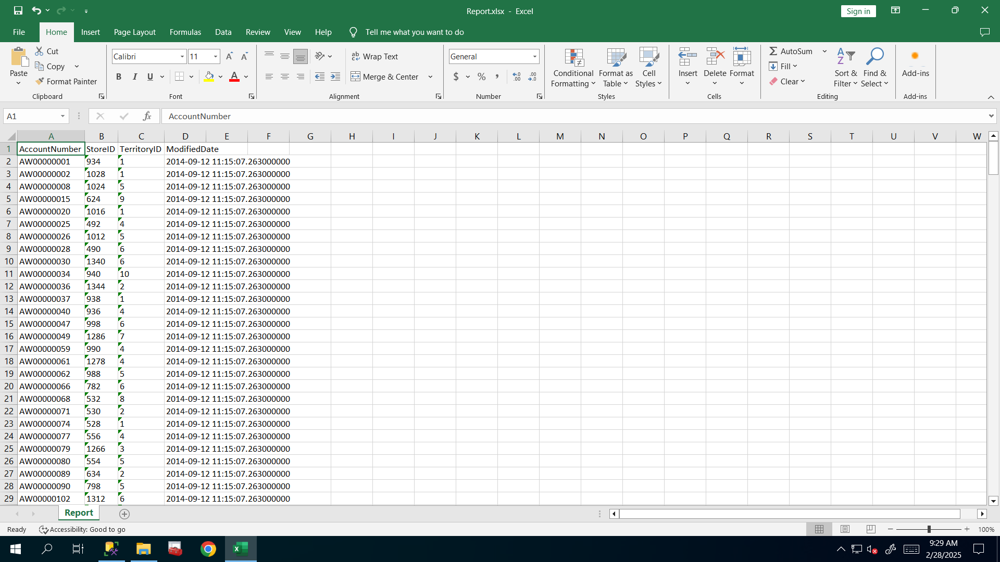 Report.xlsx - Excel
Sign in
File Home Insert Page Layout Formulas Data Review View Help Tell me what you want to do
Paste
Cut
Copy
Format Painter
Clipboard
Calibri 11
B I U
Font
Wrap Text
Merge & Center
Alignment
General
$ % ,
Number
Conditional Formatting
Format as Table
Cell Styles
Styles
Insert Delete Format
Cells
AutoSum
Fill
Clear
Sort & Filter
Find & Select
Editing
Add-ins
Add-ins
A1 fx AccountNumber
A B C D E F G H I J K L M N O P Q R S T U V W
1 AccountNumber StoreID TerritoryID ModifiedDate
2 AW00000001 934 1 2014-09-12 11:15:07.263000000
3 AW00000002 1028 1 2014-09-12 11:15:07.263000000
4 AW00000008 1024 5 2014-09-12 11:15:07.263000000
5 AW00000015 624 9 2014-09-12 11:15:07.263000000
6 AW00000020 1016 1 2014-09-12 11:15:07.263000000
7 AW00000025 492 4 2014-09-12 11:15:07.263000000
8 AW00000026 1012 5 2014-09-12 11:15:07.263000000
9 AW00000028 490 6 2014-09-12 11:15:07.263000000
10 AW00000030 1340 6 2014-09-12 11:15:07.263000000
11 AW00000034 940 10 2014-09-12 11:15:07.263000000
12 AW00000036 1344 2 2014-09-12 11:15:07.263000000
13 AW00000037 938 1 2014-09-12 11:15:07.263000000
14 AW00000040 936 4 2014-09-12 11:15:07.263000000
15 AW00000047 998 6 2014-09-12 11:15:07.263000000
16 AW00000049 1286 7 2014-09-12 11:15:07.263000000
17 AW00000059 990 4 2014-09-12 11:15:07.263000000
18 AW00000061 1278 4 2014-09-12 11:15:07.263000000
19 AW00000062 988 5 2014-09-12 11:15:07.263000000
20 AW00000066 782 6 2014-09-12 11:15:07.263000000
21 AW00000068 532 8 2014-09-12 11:15:07.263000000
22 AW00000071 530 2 2014-09-12 11:15:07.263000000
23 AW00000074 528 1 2014-09-12 11:15:07.263000000
24 AW00000077 556 4 2014-09-12 11:15:07.263000000
25 AW00000079 1266 3 2014-09-12 11:15:07.263000000
26 AW00000080 554 5 2014-09-12 11:15:07.263000000
27 AW00000089 634 2 2014-09-12 11:15:07.263000000
28 AW00000090 798 5 2014-09-12 11:15:07.263000000
29 AW00000102 1312 6 2014-09-12 11:15:07.263000000
Report
Ready Accessibility: Good to go 100%
9:29 AM
2/28/2025